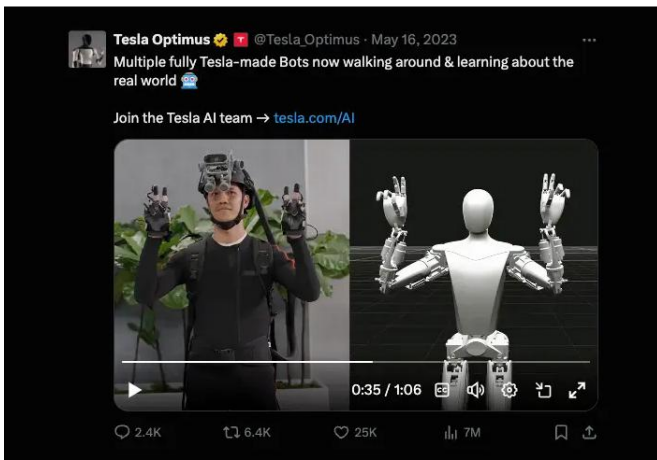 Tesla Optimus @Tesla_Optimus · May 16, 2023
Multiple fully Tesla-made Bots now walking around & learning about the
real world 🤖
Join the Tesla AI team → tesla.com/AI
0:35 / 1:06 CC
2.4K 6.4K 25K 7M